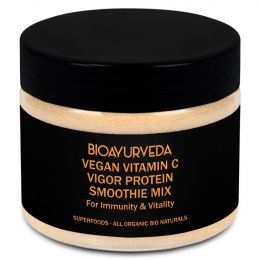 BIOAYURVEDA
VEGAN VITAMIN C
VIGOR PROTEIN
SMOOTHIE MIX
For Immunity & Vitality
SUPERFOODS - ALL ORGANIC BIO NATURALS